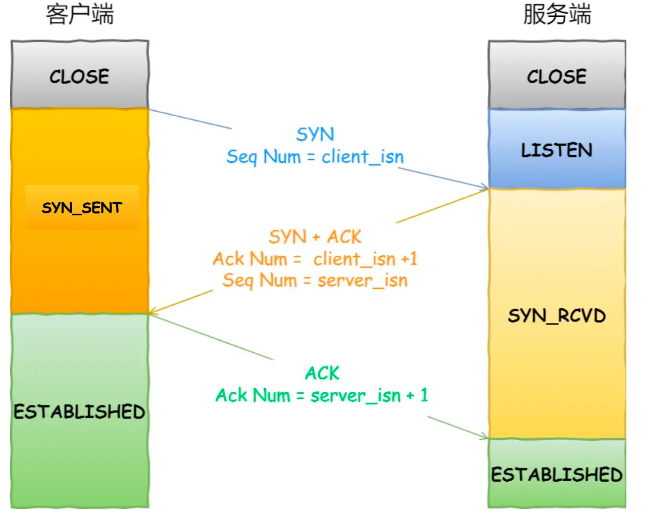 客户端
服务端
CLOSE
CLOSE
SYN
Seq Num = client_isn
LISTEN
SYN_SENT
SYN + ACK
Ack Num = client_isn +1
Seq Num = server_isn
SYN_RCVD
ACK
Ack Num = server_isn + 1
ESTABLISHED
ESTABLISHED